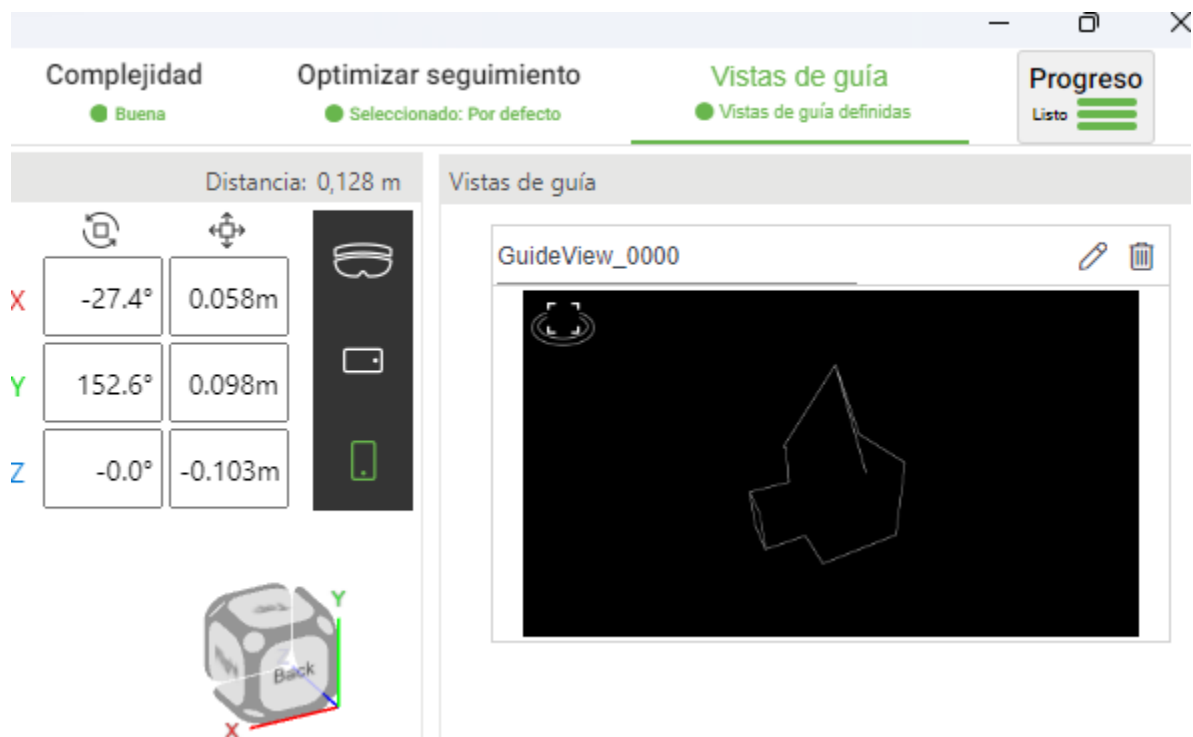 Complejidad
Buena
Optimizar seguimiento
Seleccionado: Por defecto
Vistas de guía
Vistas de guía definidas
Progreso
Listo
Distancia: 0,128 m
X
-27.4°
0.058m
Y
152.6°
0.098m
Z
-0.0°
-0.103m
Vistas de guía
GuideView_0000
Y
Z
Back
X